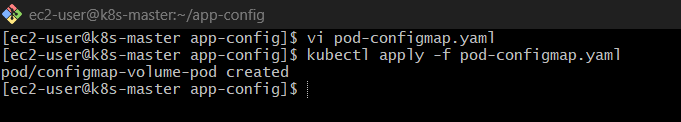 ec2-user@k8s-master:~/app-config
[ec2-user@k8s-master app-config]$ vi pod-configmap.yaml
[ec2-user@k8s-master app-config]$ kubectl apply -f pod-configmap.yaml
pod/configmap-volume-pod created
[ec2-user@k8s-master app-config]$